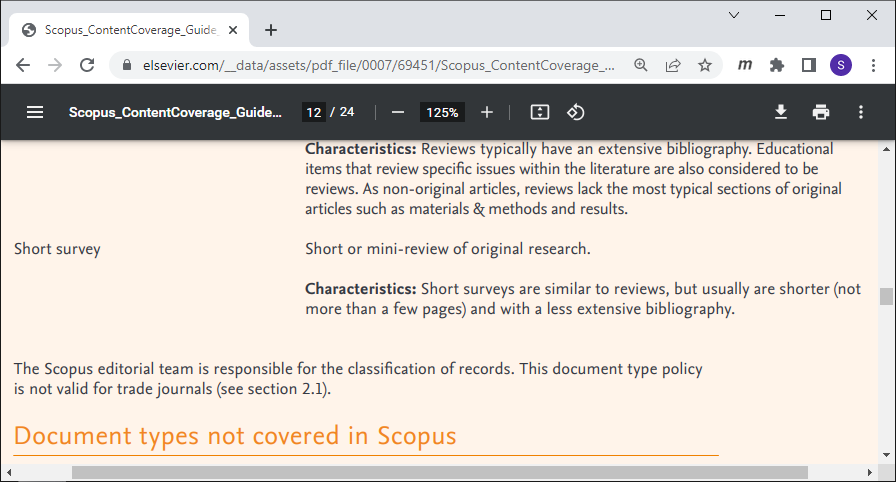 Scopus_ContentCoverage_Guide_
elsevier.com/__data/assets/pdf_file/0007/69451/Scopus_ContentCoverage_...
m
S
Scopus_ContentCoverage_Guide...
12 / 24
125%
Characteristics: Reviews typically have an extensive bibliography. Educational
items that review specific issues within the literature are also considered to be
reviews. As non-original articles, reviews lack the most typical sections of original
articles such as materials & methods and results.
Short survey
Short or mini-review of original research.
Characteristics: Short surveys are similar to reviews, but usually are shorter (not
more than a few pages) and with a less extensive bibliography.
The Scopus editorial team is responsible for the classification of records. This document type policy
is not valid for trade journals (see section 2.1).
Document types not covered in Scopus